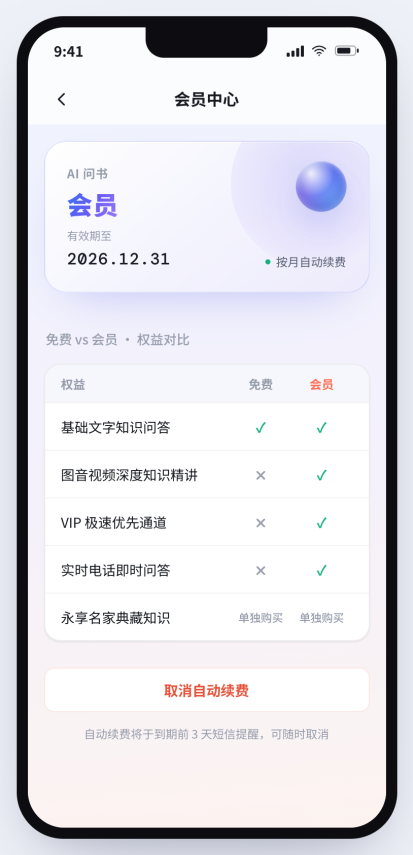 9:41
会员中心
AI 问书
会员
有效期至
2026.12.31
按月自动续费
免费 vs 会员 · 权益对比
权益 免费 会员
基础文字知识问答 ✓ ✓
图音视频深度知识精讲 × ✓
VIP 极速优先通道 × ✓
实时电话即时问答 × ✓
永享名家典藏知识 单独购买 单独购买
取消自动续费
自动续费将于到期前 3 天短信提醒，可随时取消